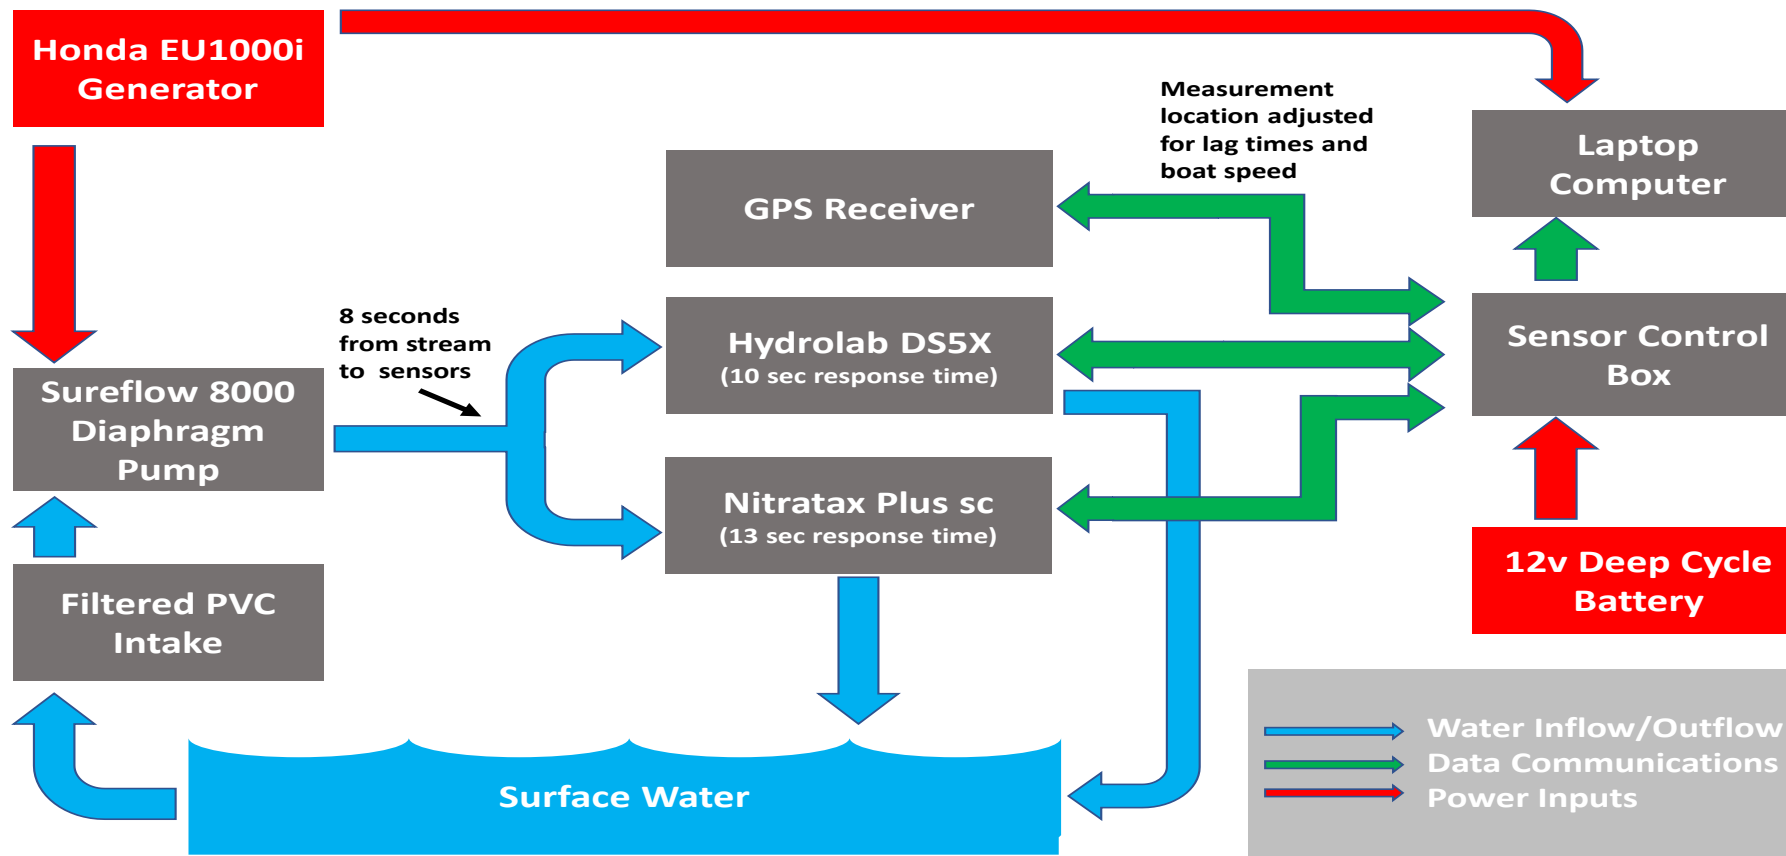 Honda EU1000i
Generator
Measurement
location adjusted
for lag times and
boat speed
Laptop
Computer
GPS Receiver
8 seconds
from stream
to sensors
Hydrolab DS5X
(10 sec response time)
Sensor Control
Box
Sureflow 8000
Diaphragm
Pump
Nitratax Plus sc
(13 sec response time)
12v Deep Cycle
Battery
Filtered PVC
Intake
Surface Water
Water Inflow/Outflow
Data Communications
Power Inputs